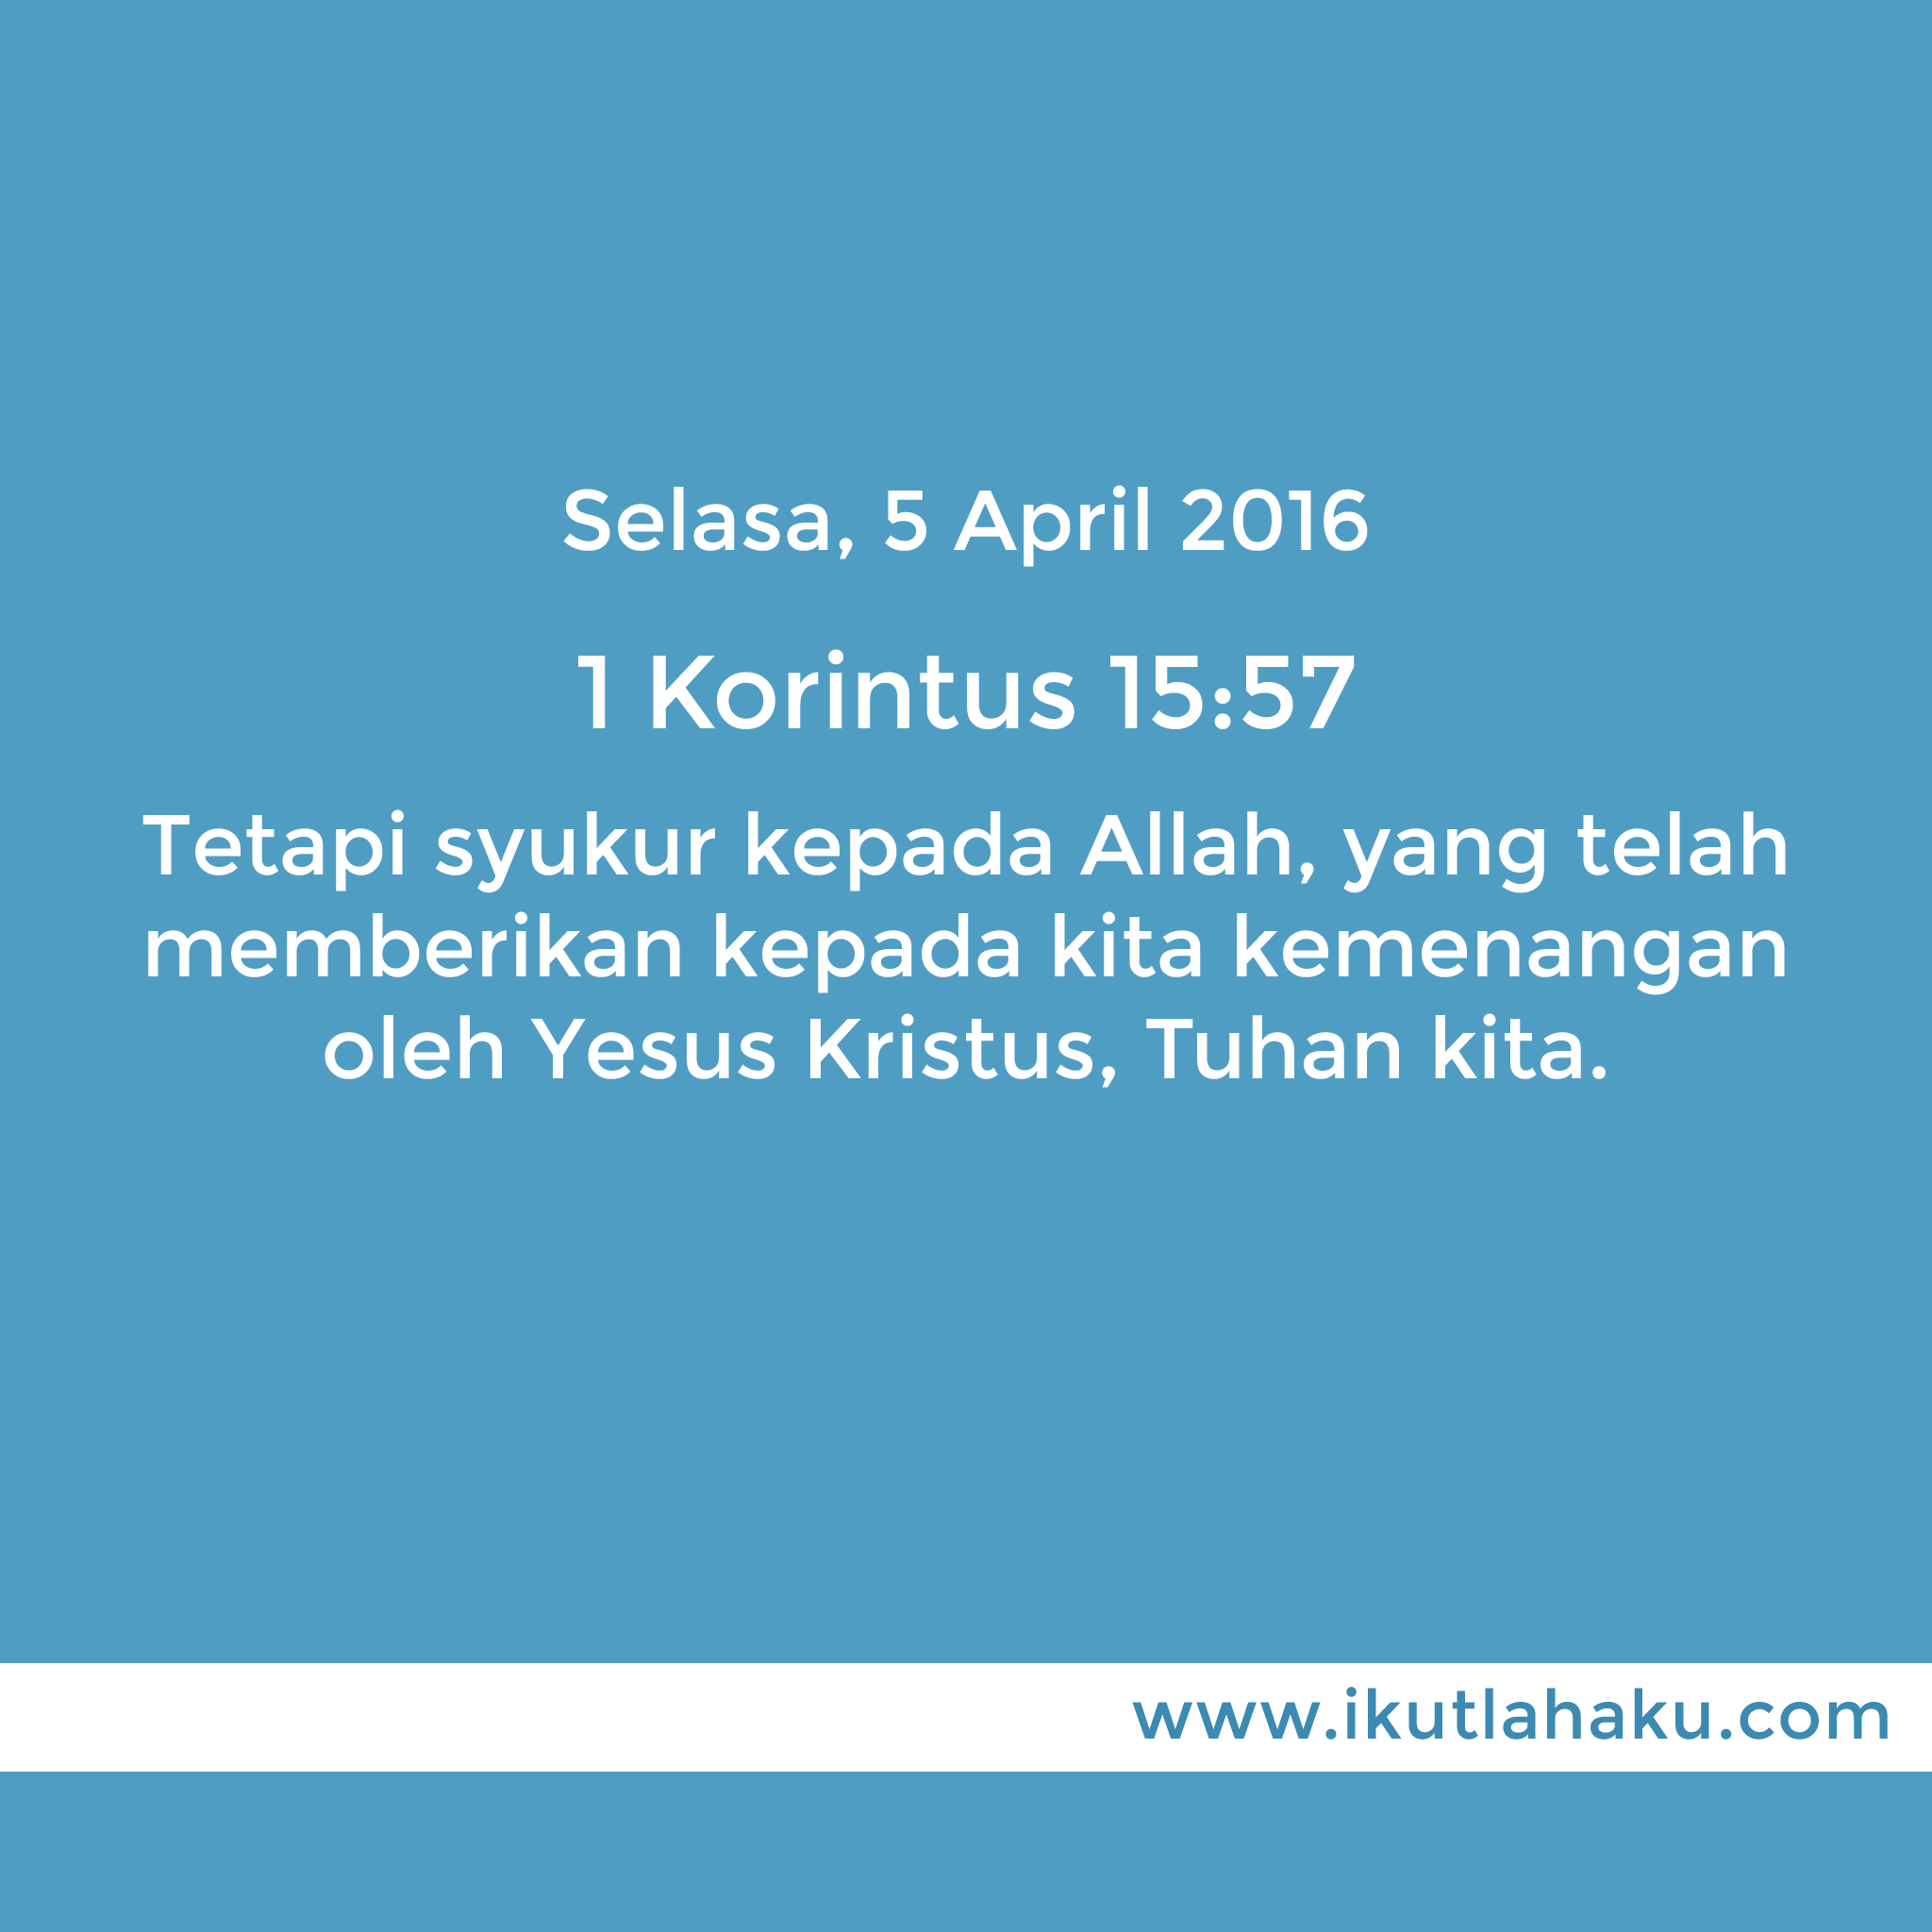 Selasa, 5 April 2016
1 Korintus 15:57
Tetapi syukur kepada Allah, yang telah
memberikan kepada kita kemenangan
oleh Yesus Kristus, Tuhan kita.
www.ikutlahaku.com